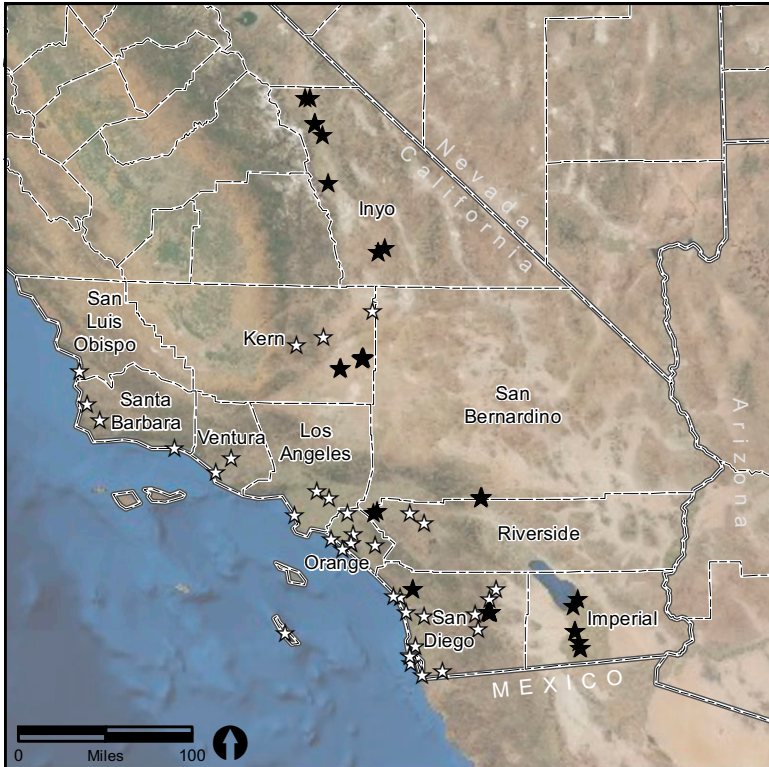 Nevada
California
Inyo
San
Luis
Obispo
Kern
Santa
Barbara
Ventura
Los
Angeles
San
Bernardino
Arizona
Orange
Riverside
San
Diego
Imperial
MEXICO
0 Miles 100